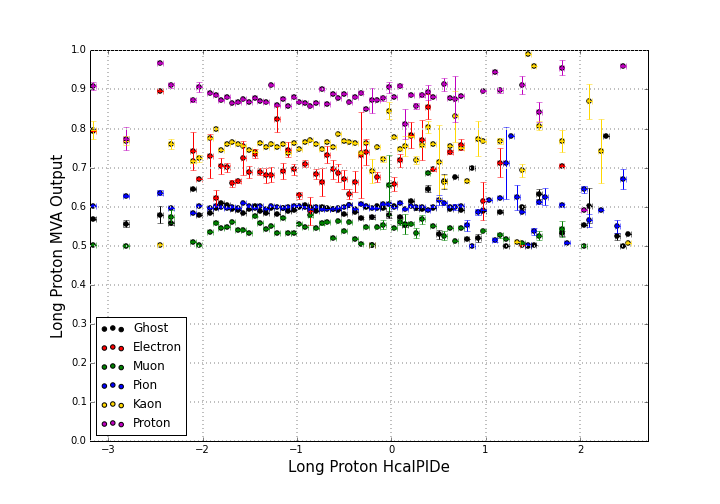 1.0
0.9
0.8
0.7
0.6
0.5
0.4
0.3
0.2
0.1
0.0
Long Proton MVA Output
Ghost
Electron
Muon
Pion
Kaon
Proton
−3 −2 −1 0 1 2
Long Proton HcalPIDe